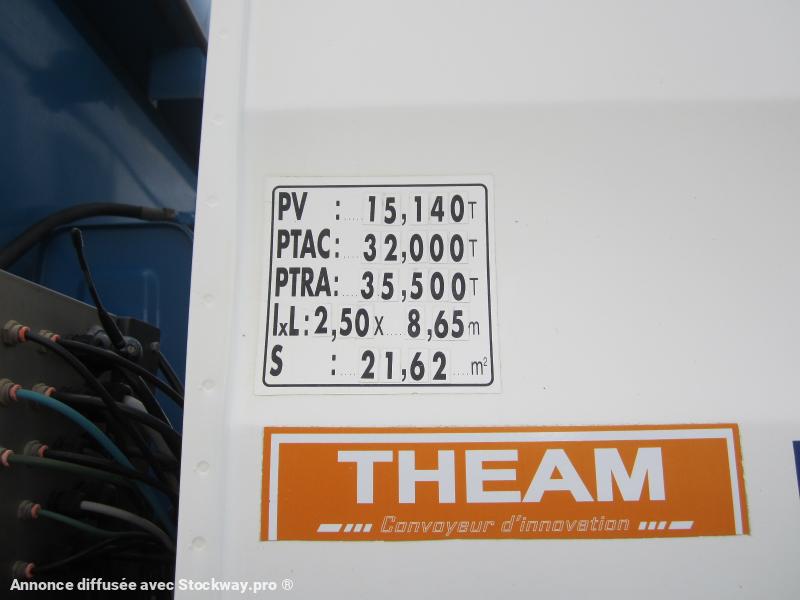 PV : ..... 15,140 T
PTAC: .... 32,000 T
PTRA: .... 35,500 T
lxL: 2,50 x .... 8,65 m
S : .... 21,62 .... m²
THEAM
Convoyeur d'innovation
Annonce diffusée avec Stockway.pro ®